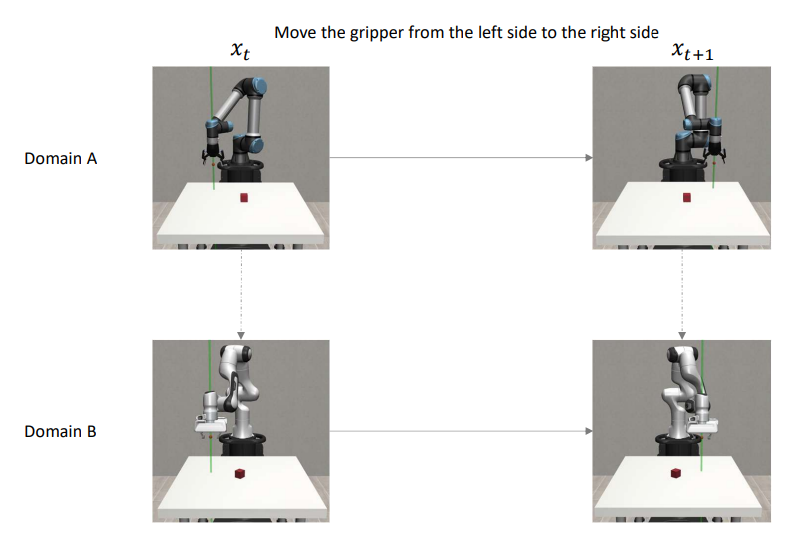 Move the gripper from the left side to the right side
x_t
x_{t+1}
Domain A
Domain B